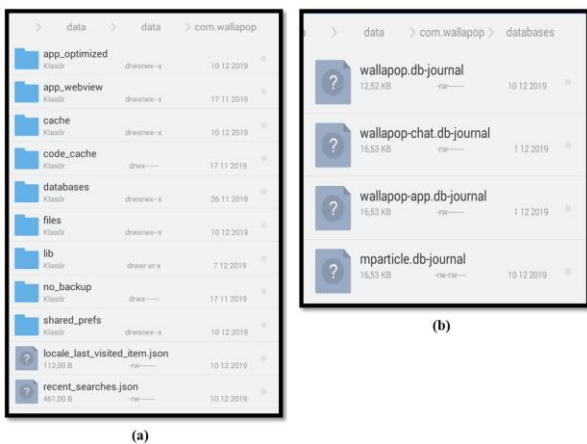 > data > data > com.wallapop
app_optimized
Klasör drwxrwx--x 10 12 2019
app_webview
Klasör drwxrwx--x 17 11 2019
cache
Klasör drwxrwx--x 10 12 2019
code_cache
Klasör drwx------ 17 11 2019
databases
Klasör drwxrwx--x 26 11 2019
files
Klasör drwxrwx--x 10 12 2019
lib
Klasör drwxr-xr-x 7 12 2019
no_backup
Klasör drwx------ 17 11 2019
shared_prefs
Klasör drwxrwx--x 10 12 2019
locale_last_visited_item.json
112,00 B -rw------- 10 12 2019
recent_searches.json
461,00 B -rw------- 10 12 2019
(a)
> data > com.wallapop > databases
wallapop.db-journal
12,52 KB -rw------- 10 12 2019
wallapop-chat.db-journal
16,53 KB -rw------- 1 12 2019
wallapop-app.db-journal
16,53 KB -rw------- 1 12 2019
mparticle.db-journal
16,53 KB -rw-rw---- 10 12 2019
(b)